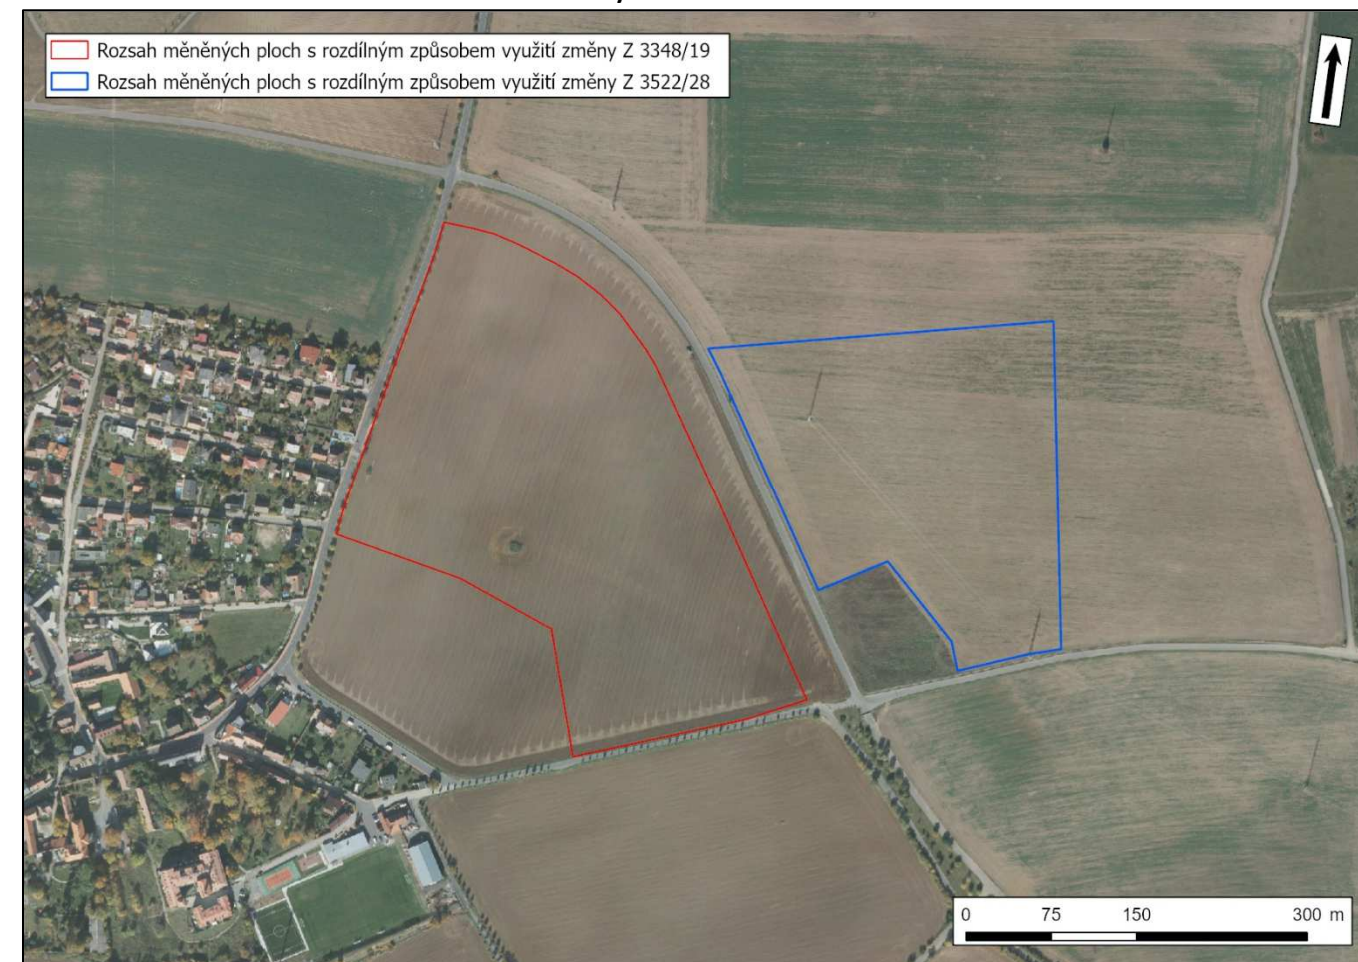 Rozsah měněných ploch s rozdílným způsobem využití změny Z 3348/19
Rozsah měněných ploch s rozdílným způsobem využití změny Z 3522/28
0 75 150 300 m